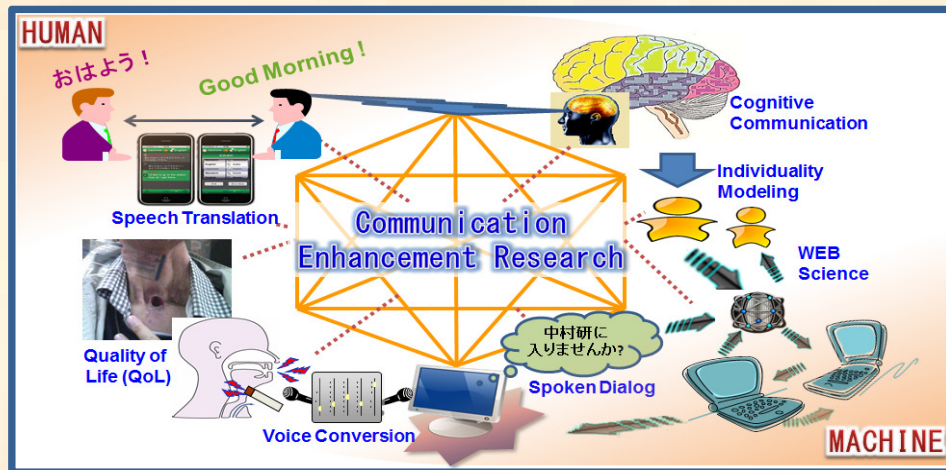 HUMAN
おはよう！
Good Morning !
Cognitive
Communication
Individuality
Modeling
Speech Translation
Communication
Enhancement Research
WEB
Science
Quality of
Life (QoL)
中村研に
入りませんか?
Spoken Dialog
Voice Conversion
MACHINE